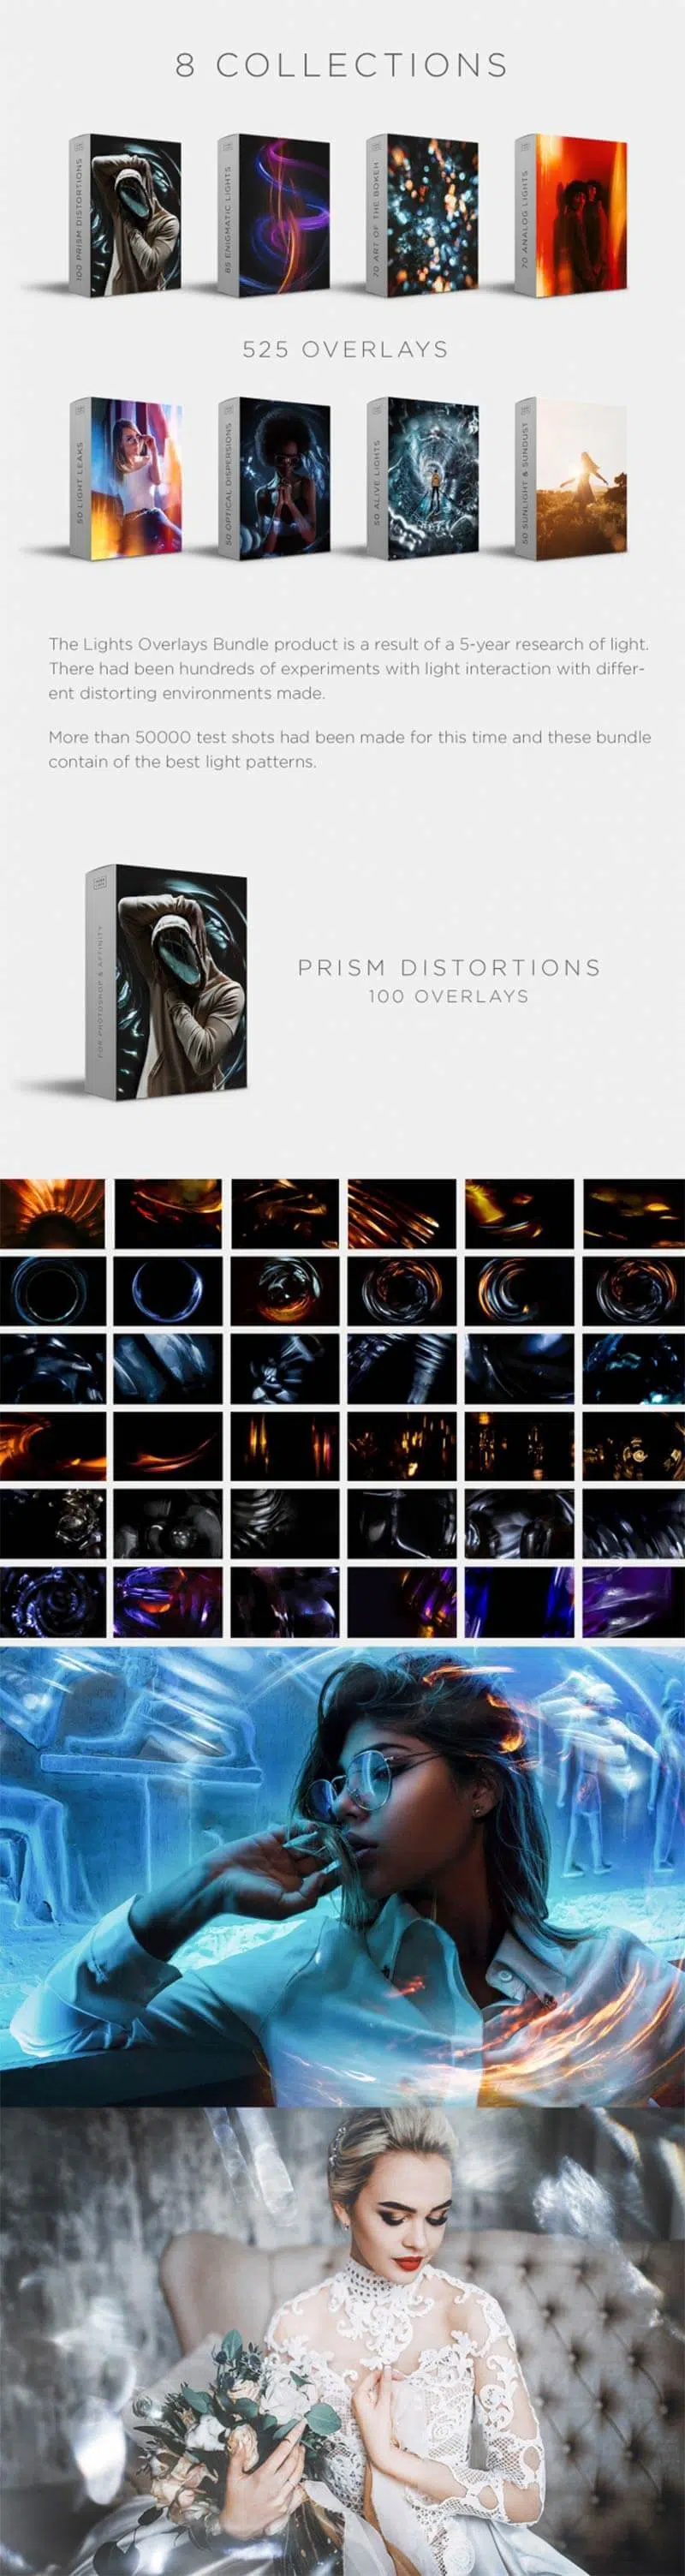 8 COLLECTIONS
100 PRISM DISTORTIONS
85 ENIGMATIC LIGHTS
70 ART OF THE BOKEH
70 ANALOG LIGHTS
525 OVERLAYS
50 LIGHT LEAKS
50 OPTICAL DISPERSIONS
50 ALIVE LIGHTS
50 SUNLIGHT & SUNDUST
The Lights Overlays Bundle product is a result of a 5-year research of light.
There had been hundreds of experiments with light interaction with differ-
ent distorting environments made.
More than 50000 test shots had been made for this time and these bundle
contain of the best light patterns.
FOR PHOTOSHOP & AFFINITY
PRISM DISTORTIONS
100 OVERLAYS